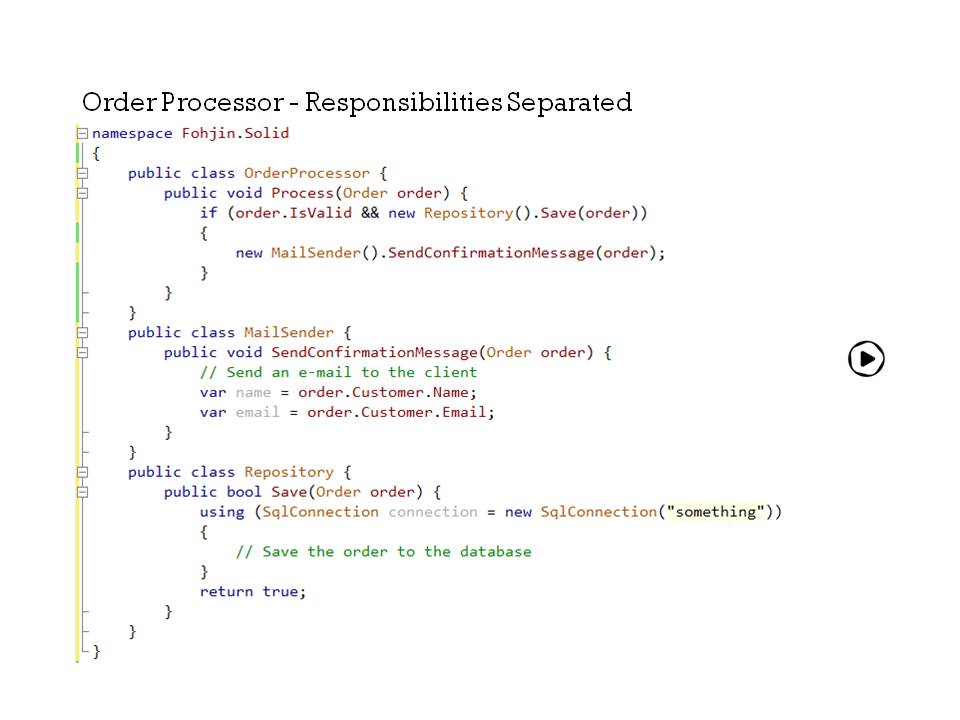 Order Processor - Responsibilities Separated
namespace Fohjin.Solid
{
    public class OrderProcessor {
        public void Process(Order order) {
            if (order.IsValid && new Repository().Save(order))
            {
                new MailSender().SendConfirmationMessage(order);
            }
        }
    }
    public class MailSender {
        public void SendConfirmationMessage(Order order) {
            // Send an e-mail to the client
            var name = order.Customer.Name;
            var email = order.Customer.Email;
        }
    }
    public class Repository {
        public bool Save(Order order) {
            using (SqlConnection connection = new SqlConnection("something"))
            {
                // Save the order to the database
            }
            return true;
        }
    }
}